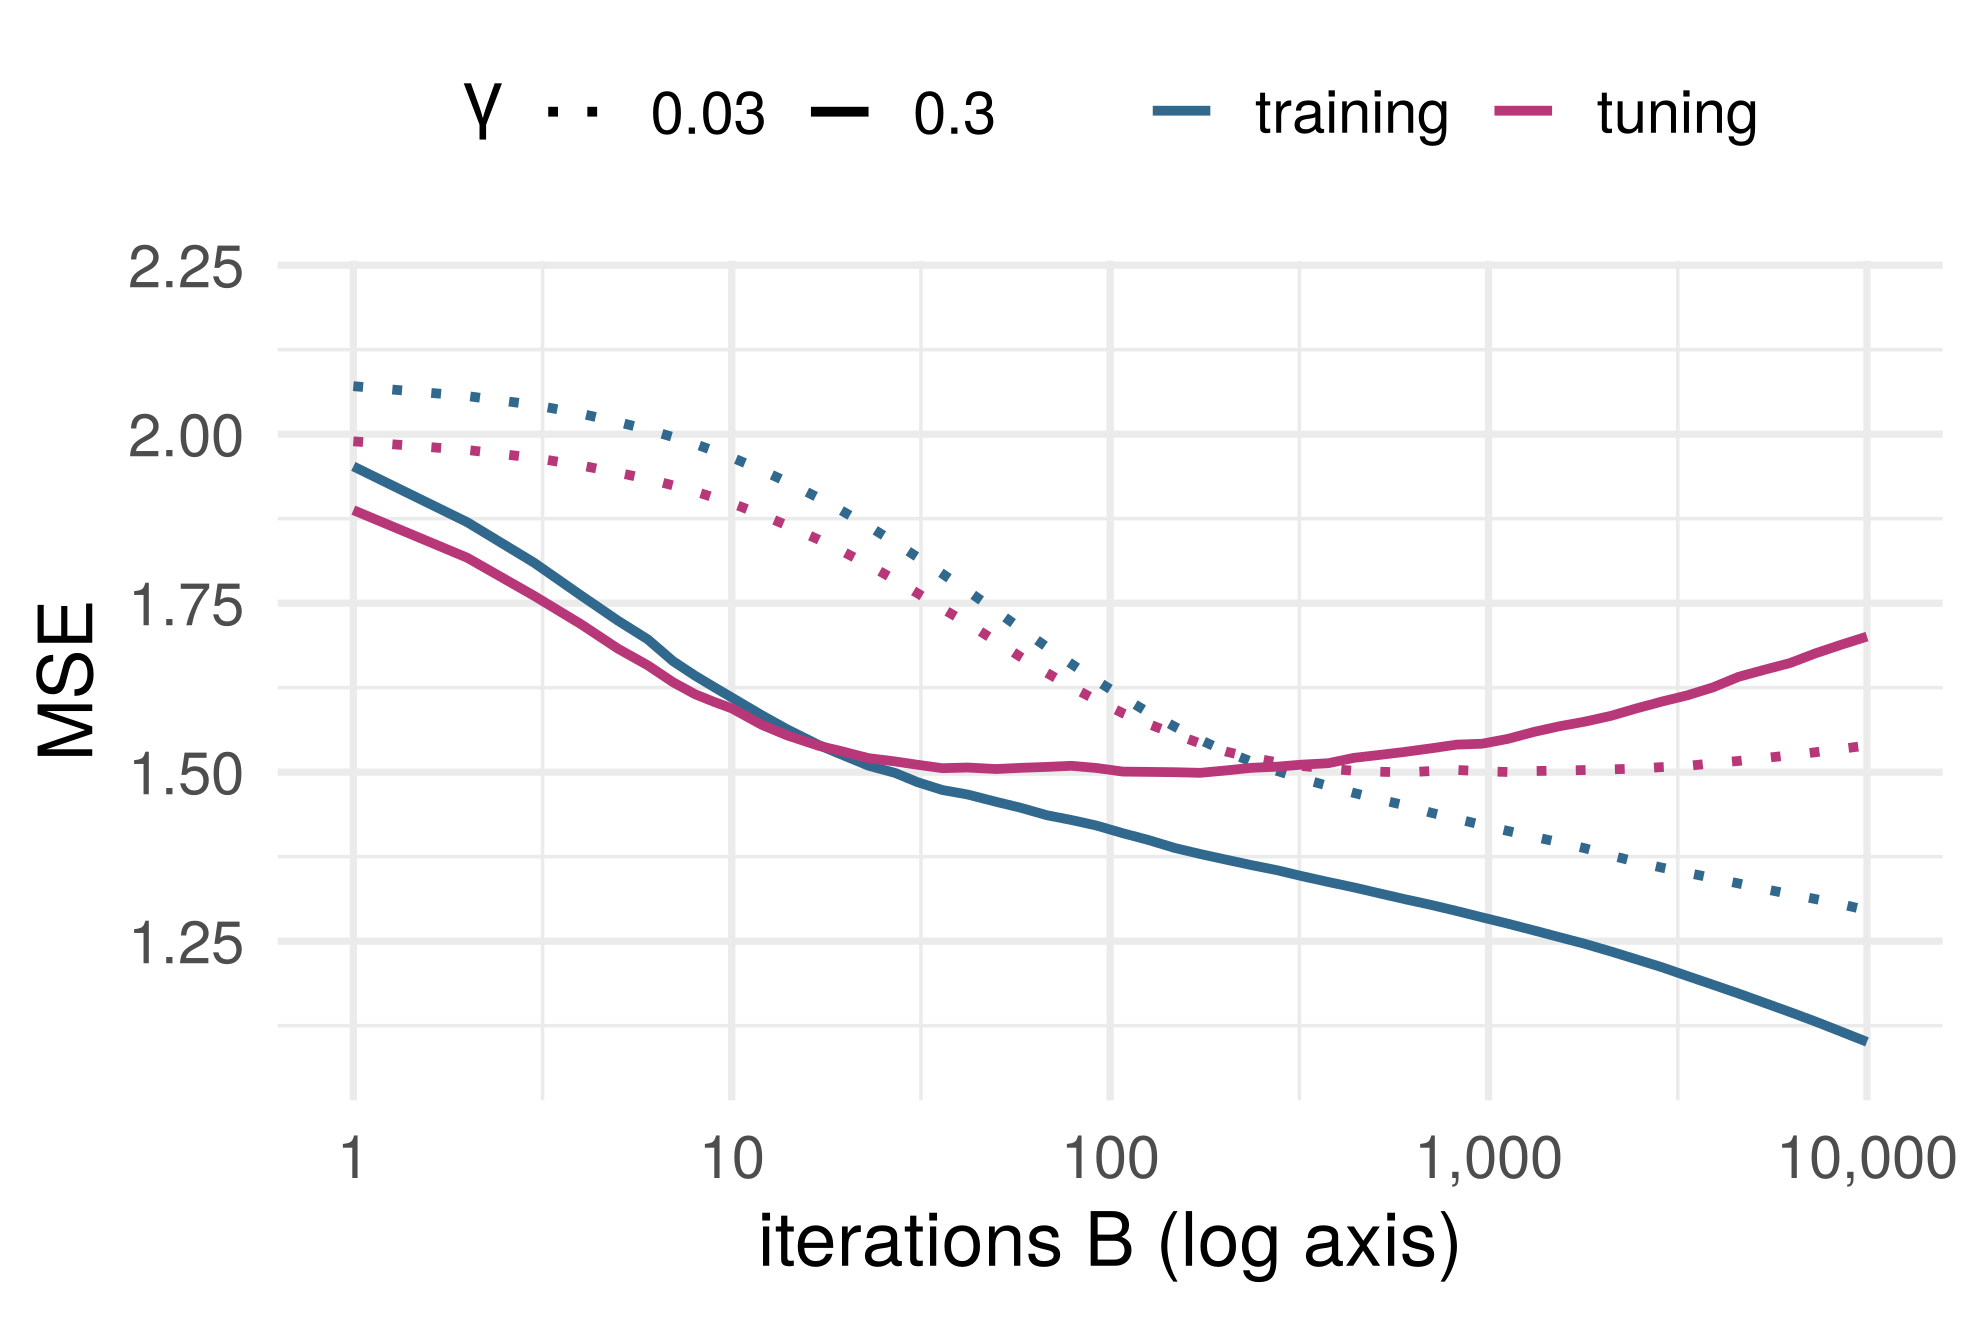 γ 0.03 0.3 training tuning
2.25
2.00
1.75
1.50
1.25
MSE
1 10 100 1,000 10,000
iterations B (log axis)